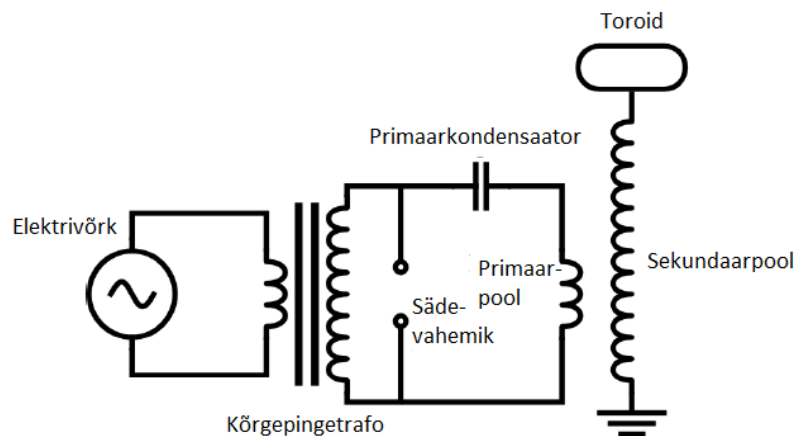 Toroid
Primaarkondensaator
Elektrivõrk
Primaar-
pool
Sekundaarpool
Säde-
vahemik
Kõrgepingetrafo